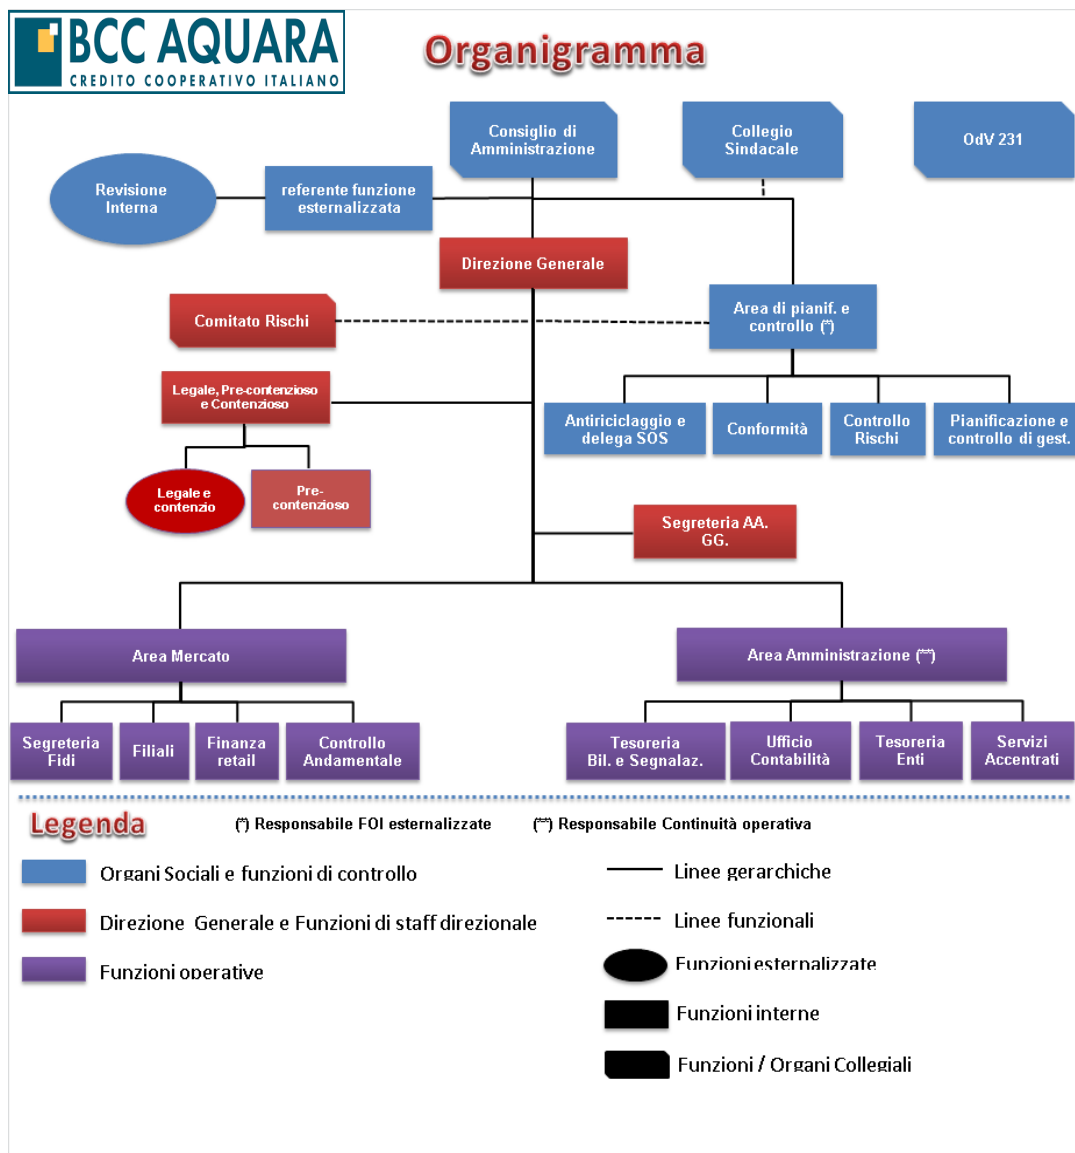 BCC AQUARA
CREDITO COOPERATIVO ITALIANO
Organigramma
Consiglio di
Amministrazione
Collegio
Sindacale
OdV 231
Revisione
Interna
referente funzione
esternalizzata
Direzione Generale
Comitato Rischi
Area di pianif. e
controllo (*)
Legale, Pre-contenzioso
e Contenzioso
Antiriciclaggio e
delega SOS
Conformità
Controllo
Rischi
Pianificazione e
controllo di gest.
Legale e
contenzio
Pre-
contenzioso
Segreteria AA.
GG.
Area Mercato
Area Amministrazione (**)
Segreteria
Fidi
Filiali
Finanza
retail
Controllo
Andamentale
Tesoreria
Bil. e Segnalaz.
Ufficio
Contabilità
Tesoreria
Enti
Servizi
Accentrati
Legenda
(*) Responsabile FOI esternalizzate
(**) Responsabile Continuità operativa
Organi Sociali e funzioni di controllo
Direzione Generale e Funzioni di staff direzionale
Funzioni operative
Linee gerarchiche
Linee funzionali
Funzioni esternalizzate
Funzioni interne
Funzioni / Organi Collegiali